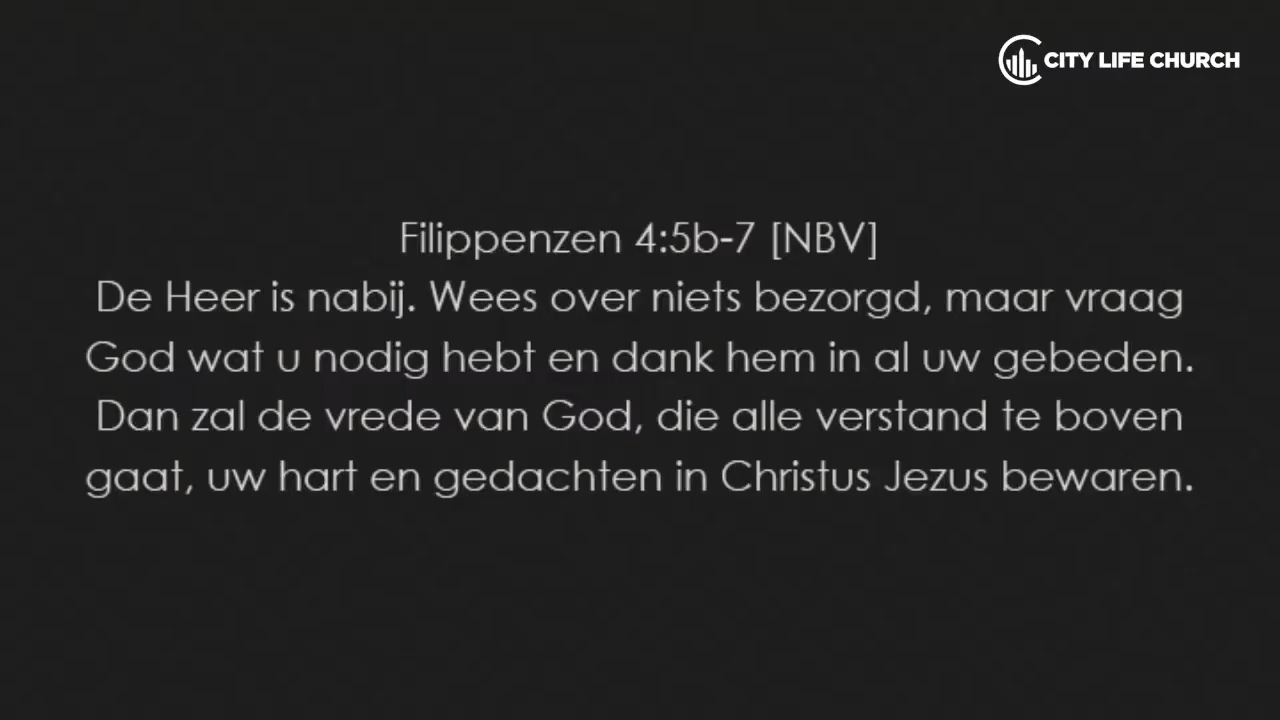 CITY LIFE CHURCH
Filippenzen 4:5b-7 [NBV]
De Heer is nabij. Wees over niets bezorgd, maar vraag
God wat u nodig hebt en dank hem in al uw gebeden.
Dan zal de vrede van God, die alle verstand te boven
gaat, uw hart en gedachten in Christus Jezus bewaren.